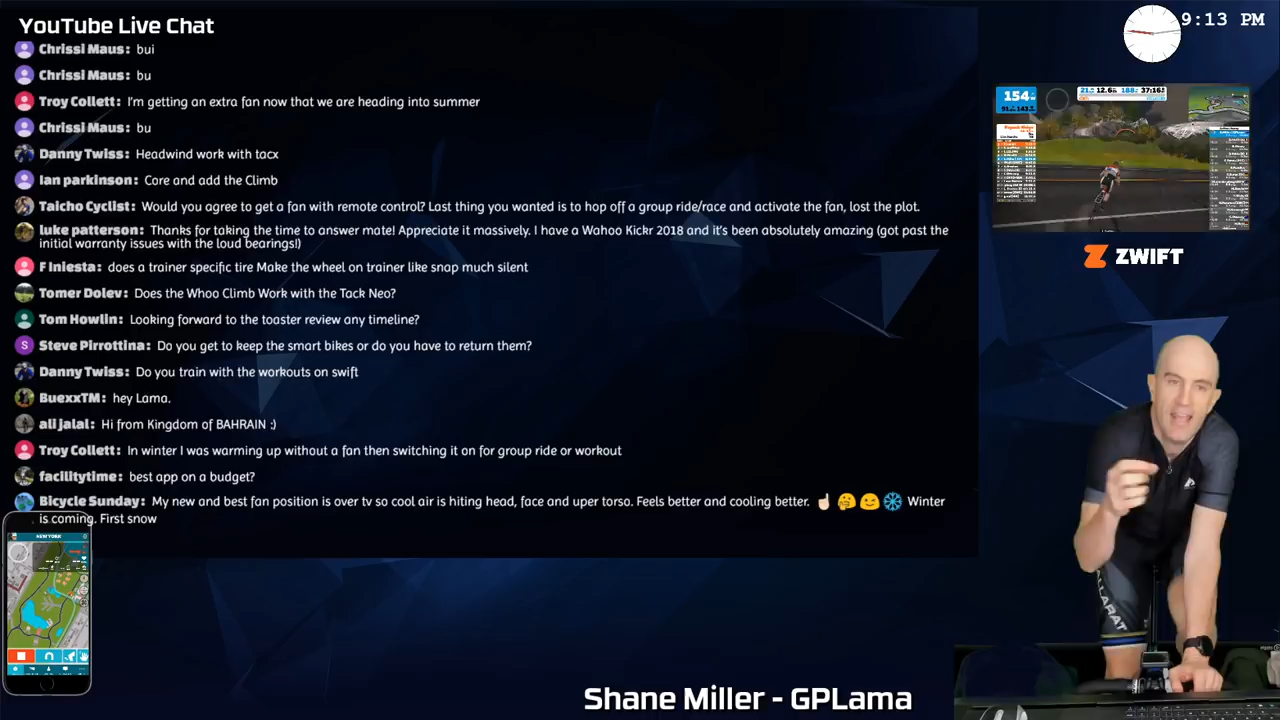 YouTube Live Chat
9:13 PM
Chrissi Maus: bui
Chrissi Maus: bu
Troy Collett: I'm getting an extra fan now that we are heading into summer
Chrissi Maus: bu
Danny Twiss: Headwind work with tacx
Ian parkinson: Core and add the Climb
Taicho Cyclist: Would you agree to get a fan with remote control? Last thing you would wad is to hop off a group ride/race and activate the fan, lost the plot.
luke patterson: Thanks for taking the time to answer mate! Appreciate it massively. I have a Wahoo Kickr 2018 and it's been absolutely amazing (got past the
initial warranty issues with the loud bearings!)
F Iniesta: does a trainer specific tire Make the wheel on trainer like snap much silent
Tomer Dolev: Does the Whoo Climb Work with the Tack Neo?
Tom Howlin: Looking forward to the toaster review any timeline?
S Steve Pirrottina: Do you get to keep the smart bikes or do you have to return them?
Danny Twiss: Do you train with the workouts on swift
BuexxTM: hey Lama.
ali jalal: Hi from Kingdom of BAHRAIN :)
Troy Collett: In winter I was warming up without a fan then switching it on for group ride or workout
facilitytime: best app on a budget?
Bicycle Sunday: My new and best fan position is over tv so cool air is hiting head, face and uper torso. Feels better and cooling better. ☝🏻 🤔 😉 ❄️ Winter
is coming. First snow
154
37:16
ZWIFT
NEW YORK
LLARAT
Shane Miller - GPLama